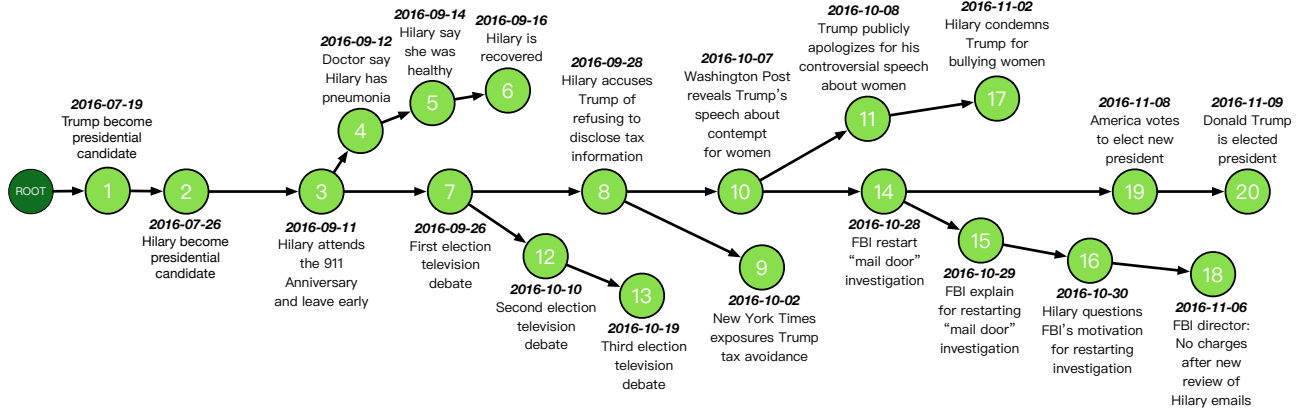 ROOT
1
2016-07-19
Trump become
presidential
candidate
2
2016-07-26
Hilary become
presidential
candidate
3
2016-09-11
Hilary attends
the 911
Anniversary
and leave early
4
2016-09-12
Doctor say
Hilary has
pneumonia
5
2016-09-14
Hilary say
she was
healthy
6
2016-09-16
Hilary is
recovered
7
2016-09-26
First election
television
debate
12
2016-10-10
Second election
television
debate
13
2016-10-19
Third election
television
debate
8
2016-09-28
Hilary accuses
Trump of
refusing to
disclose tax
information
9
2016-10-02
New York Times
exposures Trump
tax avoidance
10
2016-10-07
Washington Post
reveals Trump's
speech about
contempt
for women
11
2016-10-08
Trump publicly
apologizes for his
controversial speech
about women
17
2016-11-02
Hilary condemns
Trump for
bullying women
14
2016-10-28
FBI restart
“mail door”
investigation
15
2016-10-29
FBI explain
for restarting
“mail door”
investigation
16
2016-10-30
Hilary questions
FBI's motivation
for restarting
investigation
18
2016-11-06
FBI director:
No charges
after new
review of
Hilary emails
19
2016-11-08
America votes
to elect new
president
20
2016-11-09
Donald Trump
is elected
president